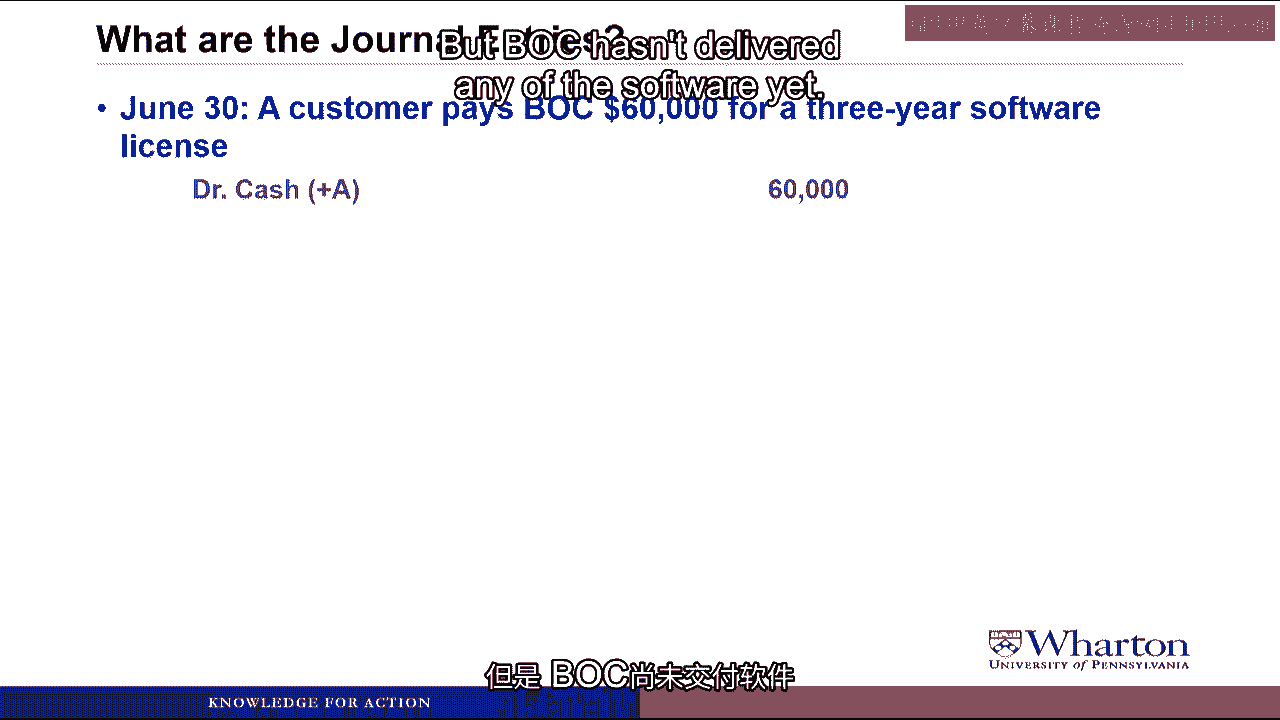 What are the Journal Entries?
But BOC hasn't delivered
any of the software yet.
• June 30: A customer pays BOC $60,000 for a three-year software
license
Dr. Cash (+A) 60,000
Wharton
UNIVERSITY of PENNSYLVANIA
但是 BOC尚未交付软件
KNOWLEDGE FOR ACTION